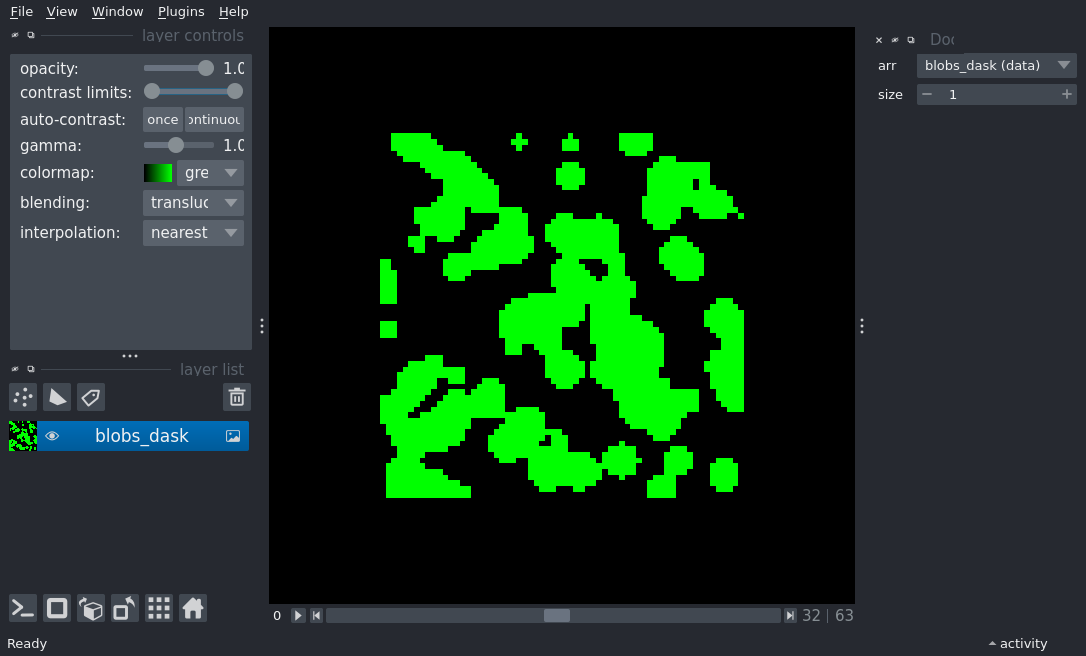 File View Window Plugins Help
layer controls
opacity: 1.0
contrast limits:
auto-contrast: once ontinuou
gamma: 1.0
colormap: gre
blending: transluc
interpolation: nearest
layer list
blobs_dask
0 32 | 63
Ready
Doc
arr blobs_dask (data)
size 1
activity